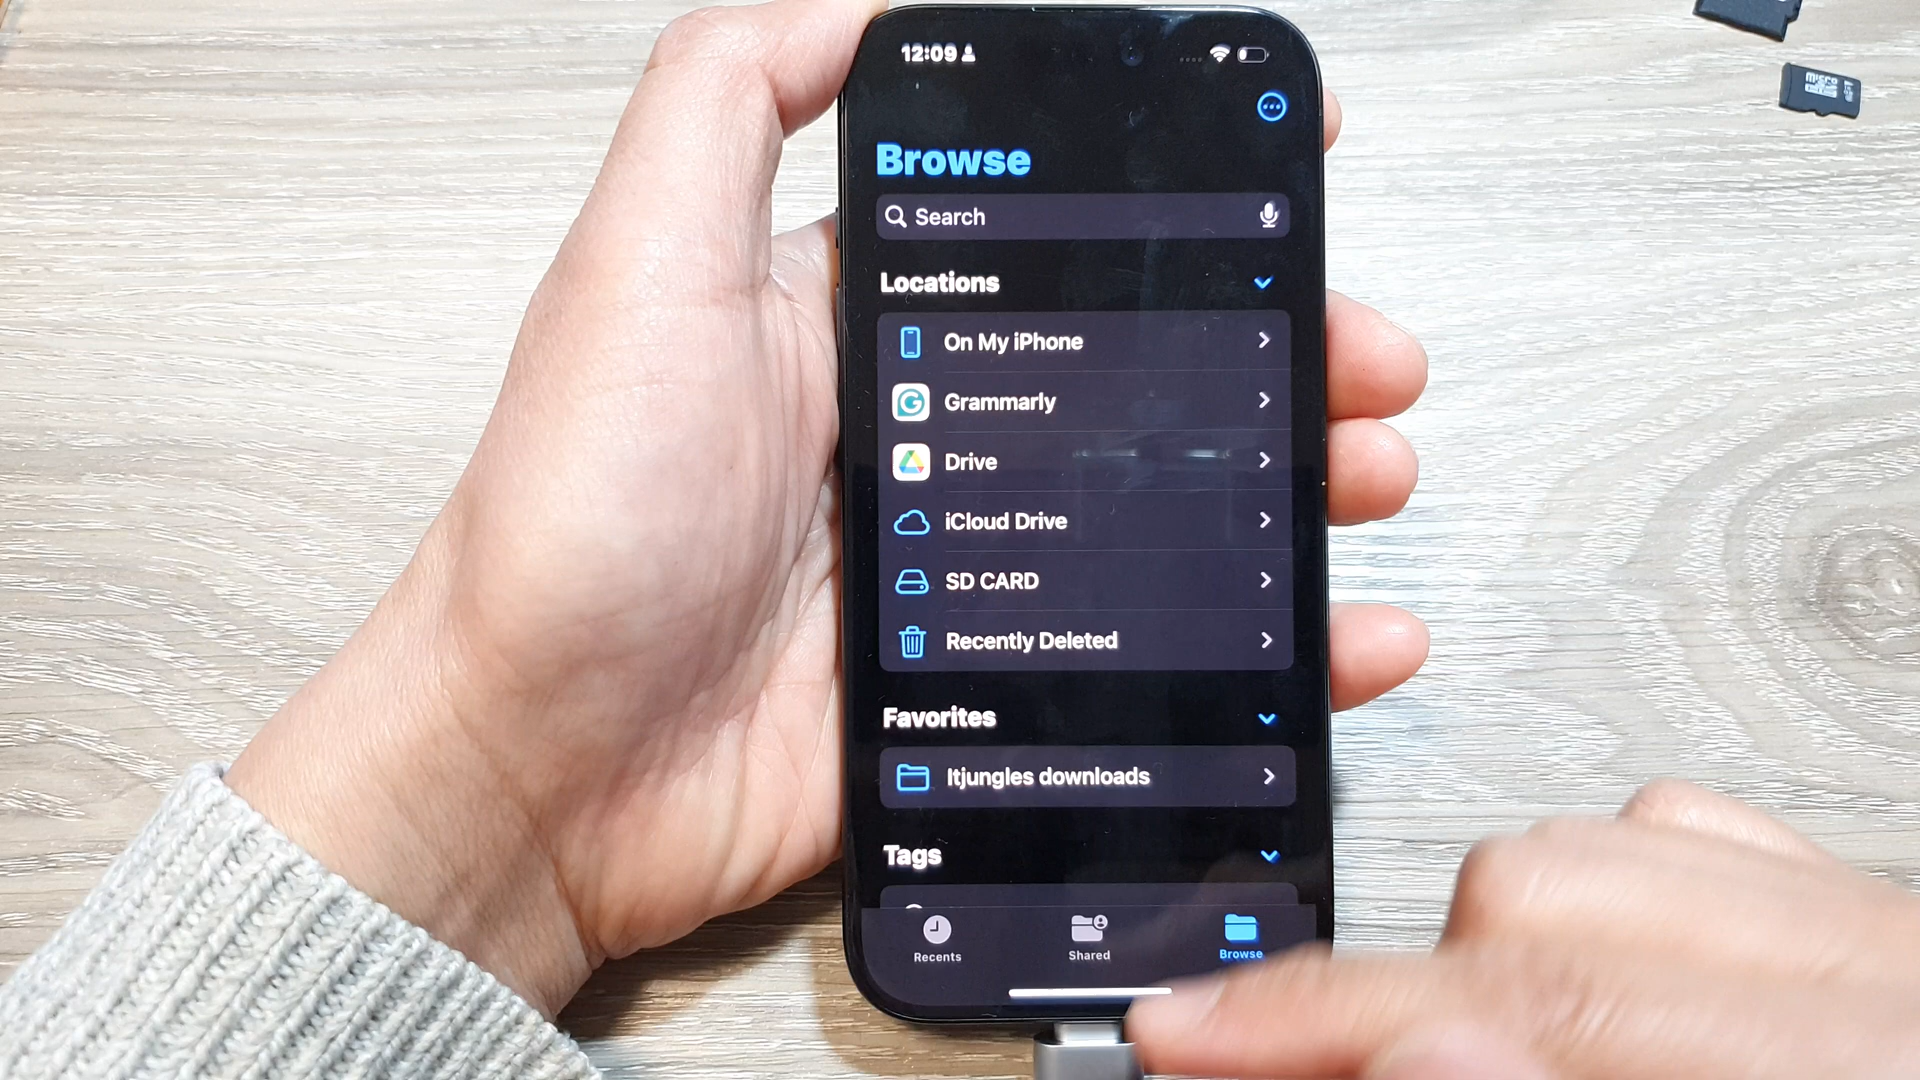 12:09
Browse
Search
Locations
On My iPhone
Grammarly
Drive
iCloud Drive
SD CARD
Recently Deleted
Favorites
Itjungles downloads
Tags
Recents
Shared
Browse
micro